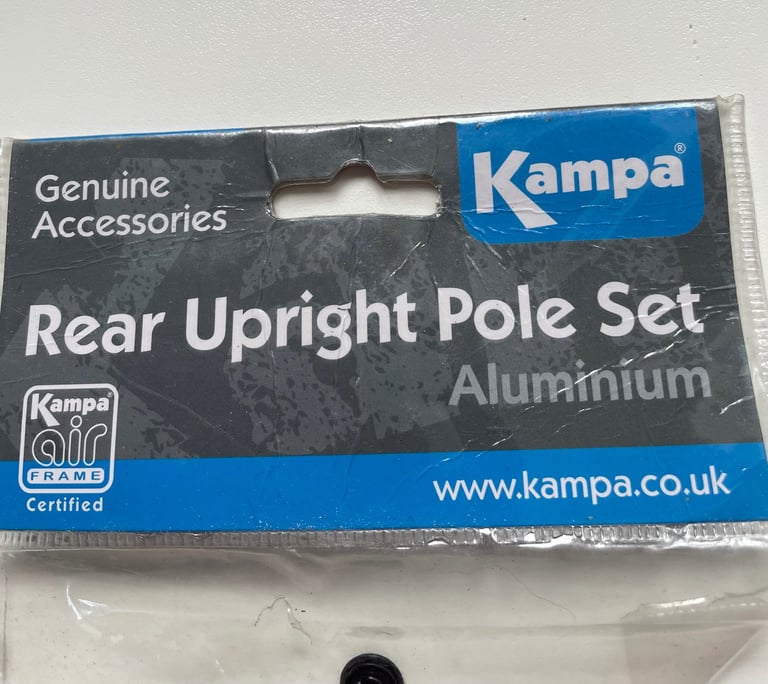 Genuine
Accessories
Kampa®
Rear Upright Pole Set
Aluminium
Kampa®
air
FRAME
Certified
www.kampa.co.uk